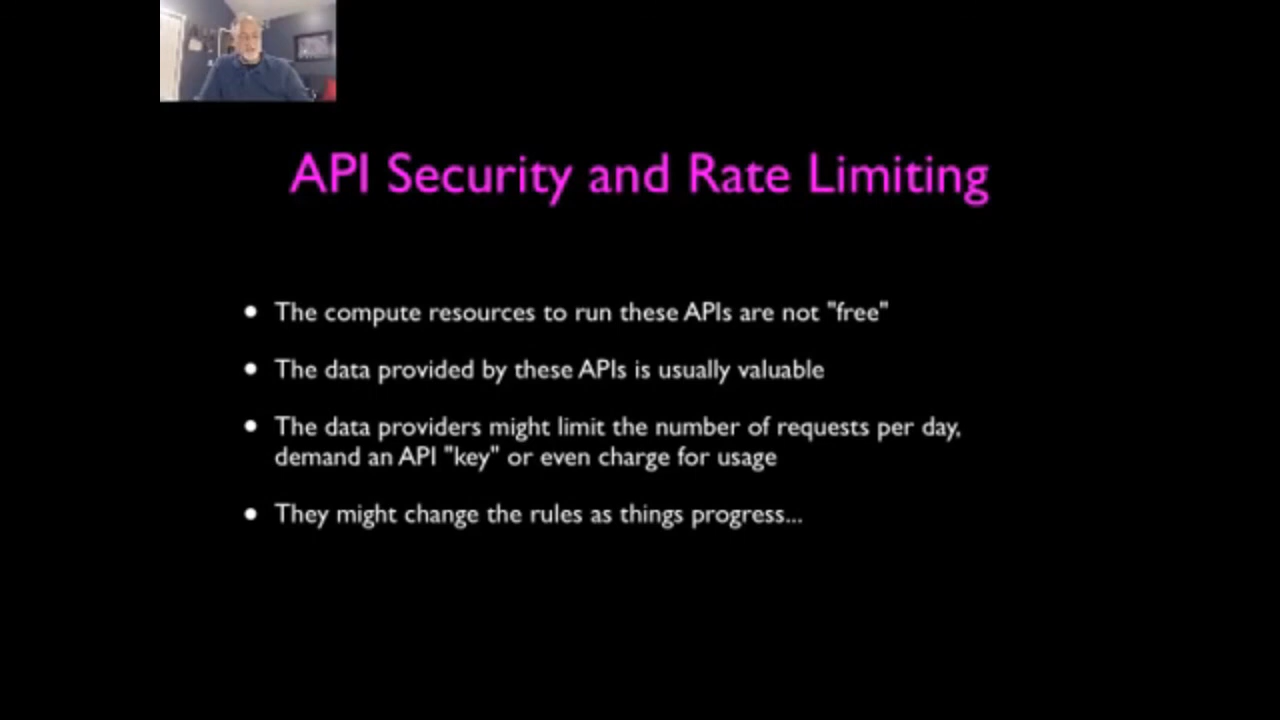 API Security and Rate Limiting
• The compute resources to run these APIs are not "free"
• The data provided by these APIs is usually valuable
• The data providers might limit the number of requests per day,
demand an API "key" or even charge for usage
• They might change the rules as things progress...